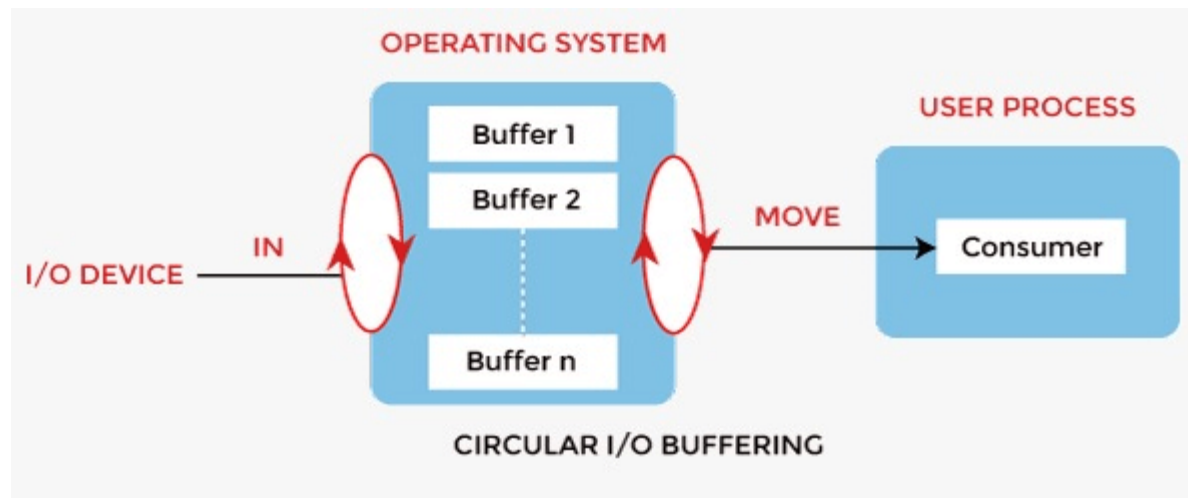 OPERATING SYSTEM
Buffer 1
Buffer 2
Buffer n
USER PROCESS
Consumer
I/O DEVICE
IN
MOVE
CIRCULAR I/O BUFFERING